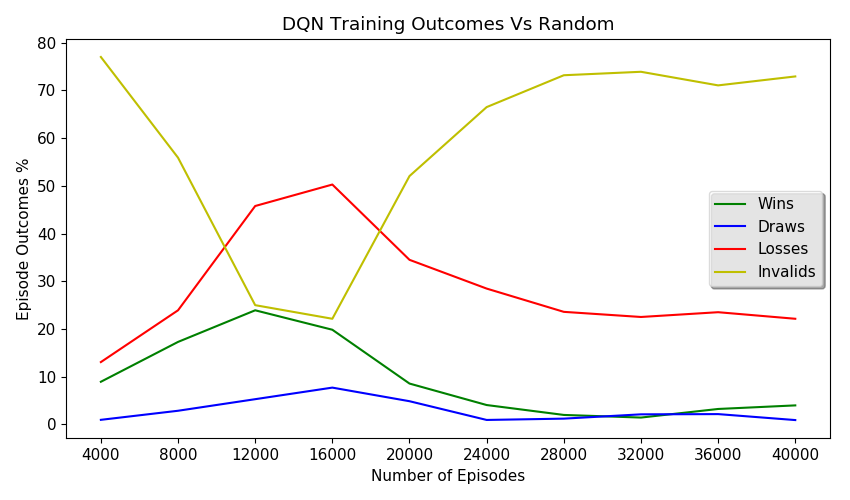 DQN Training Outcomes Vs Random
Episode Outcomes %
80
70
60
50
40
30
20
10
0
Wins
Draws
Losses
Invalids
4000 8000 12000 16000 20000 24000 28000 32000 36000 40000
Number of Episodes